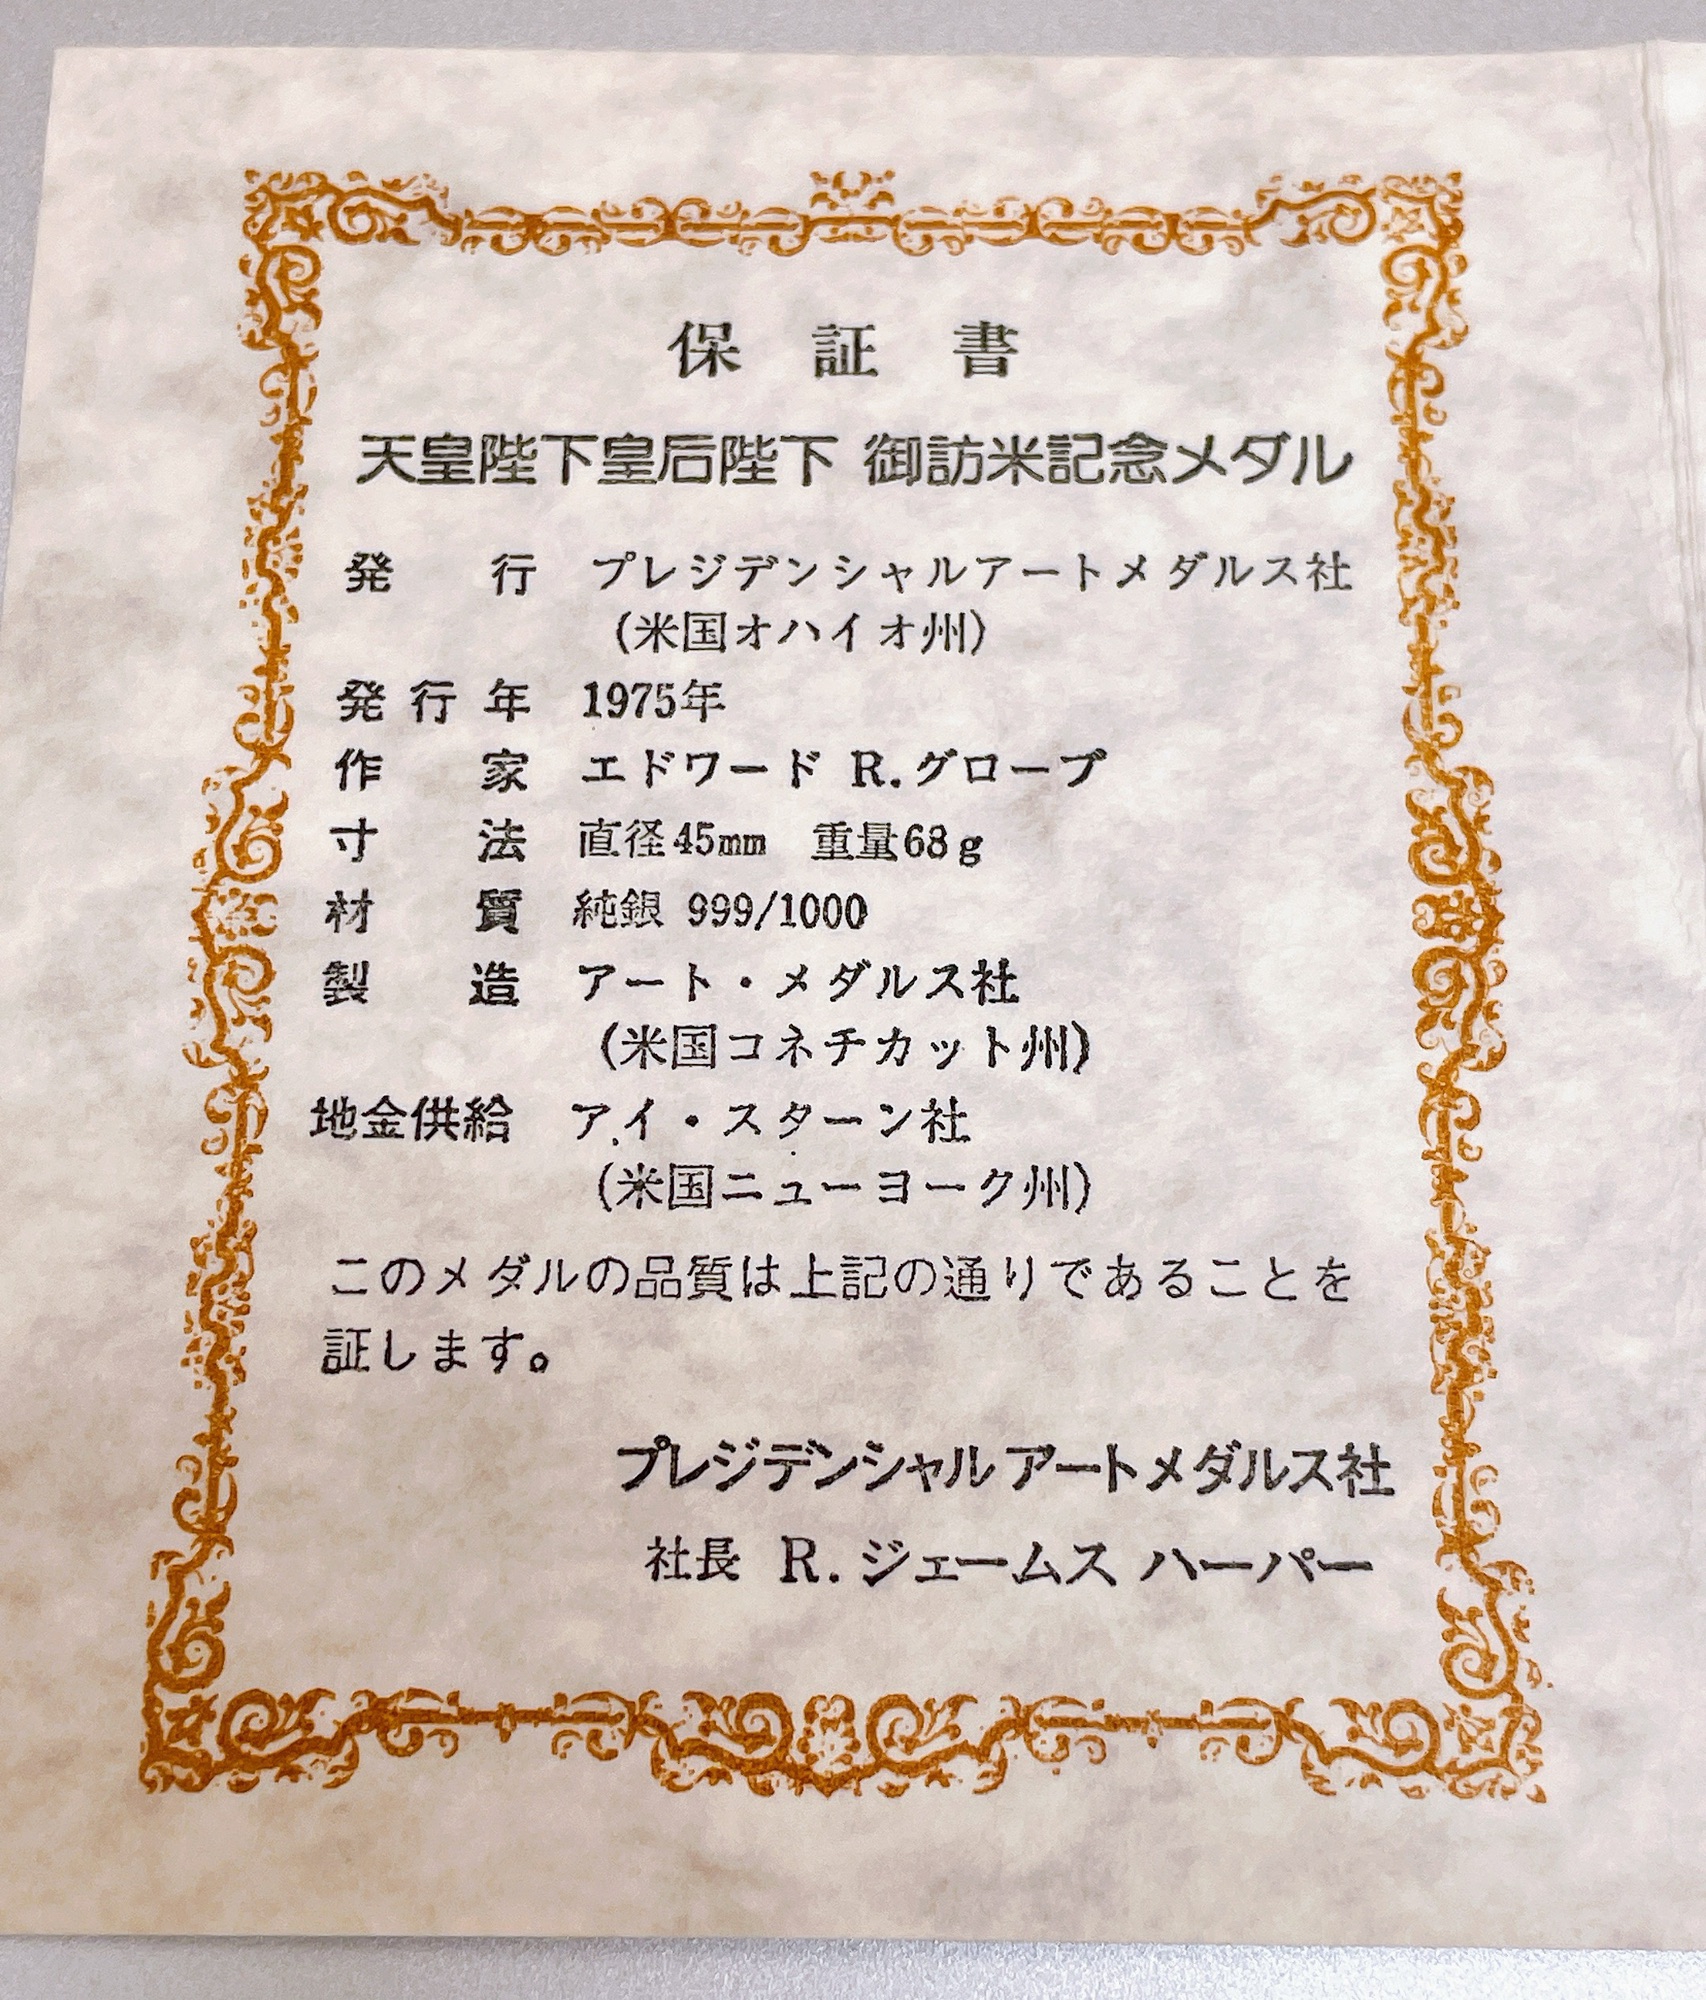 保証書
天皇陛下皇后陛下 御訪米記念メダル
発行 プレジデンシャルアートメダルス社
(米国オハイオ州)
発行年 1975年
作家 エドワード R.グローブ
寸法 直径45mm 重量68g
材質 純銀 999/1000
製造 アート・メダルス社
(米国コネチカット州)
地金供給 アイ・スターン社
(米国ニューヨーク州)
このメダルの品質は上記の通りであることを
証します。
プレジデンシャル アートメダルス社
社長 R. ジェームス ハーパー